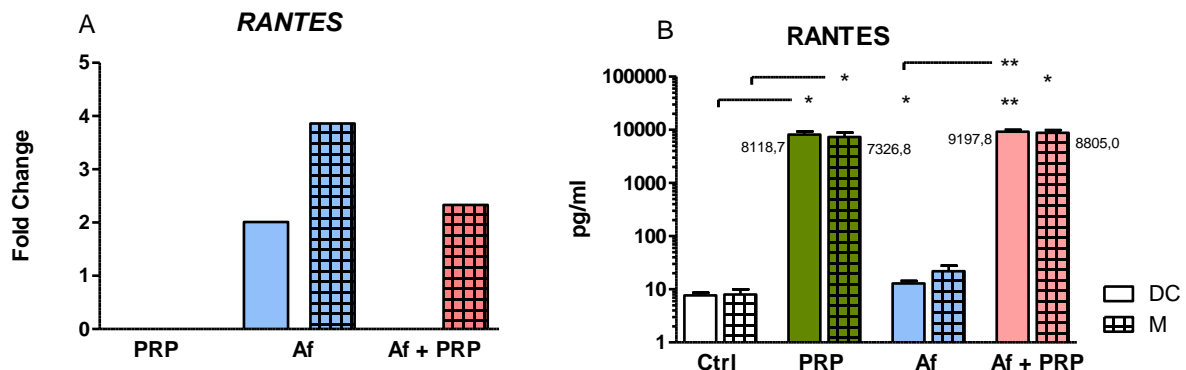 A
RANTES
Fold Change
5
4
3
2
1
0
PRP
Af
Af + PRP
B
RANTES
pg/ml
100000
10000
1000
100
10
1
**
*
*
*
*
**
8118,7
7326,8
9197,8
8805,0
DC
M
Ctrl
PRP
Af
Af + PRP